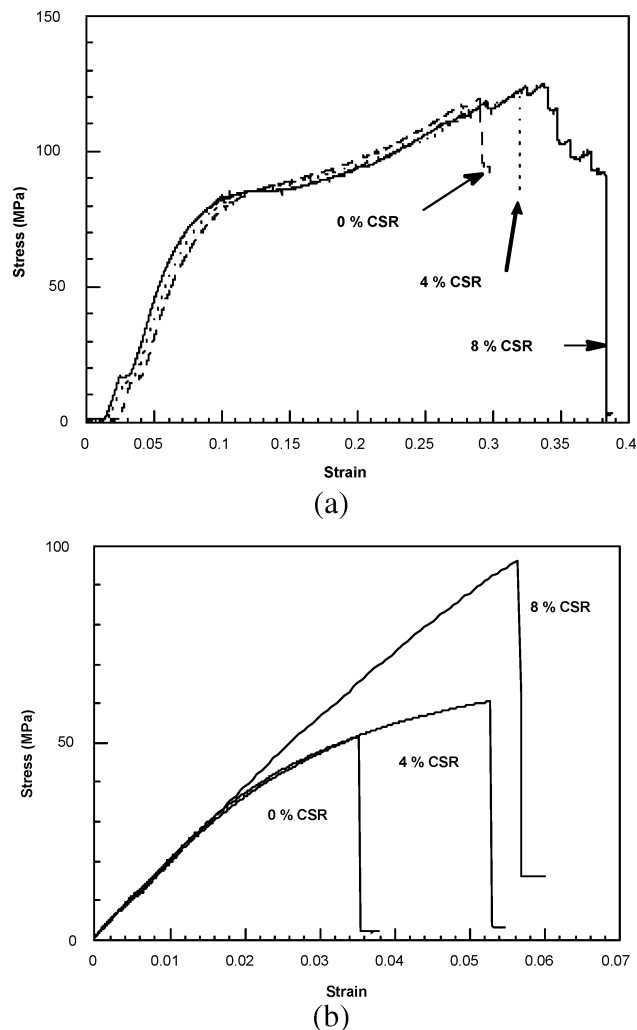 150
100
50
0
Stress (MPa)
0 % CSR
4 % CSR
8 % CSR
0 0.05 0.1 0.15 0.2 0.25 0.3 0.35 0.4
Strain
(a)
100
50
0
Stress (MPa)
8 % CSR
4 % CSR
0 % CSR
0 0.01 0.02 0.03 0.04 0.05 0.06 0.07
Strain
(b)